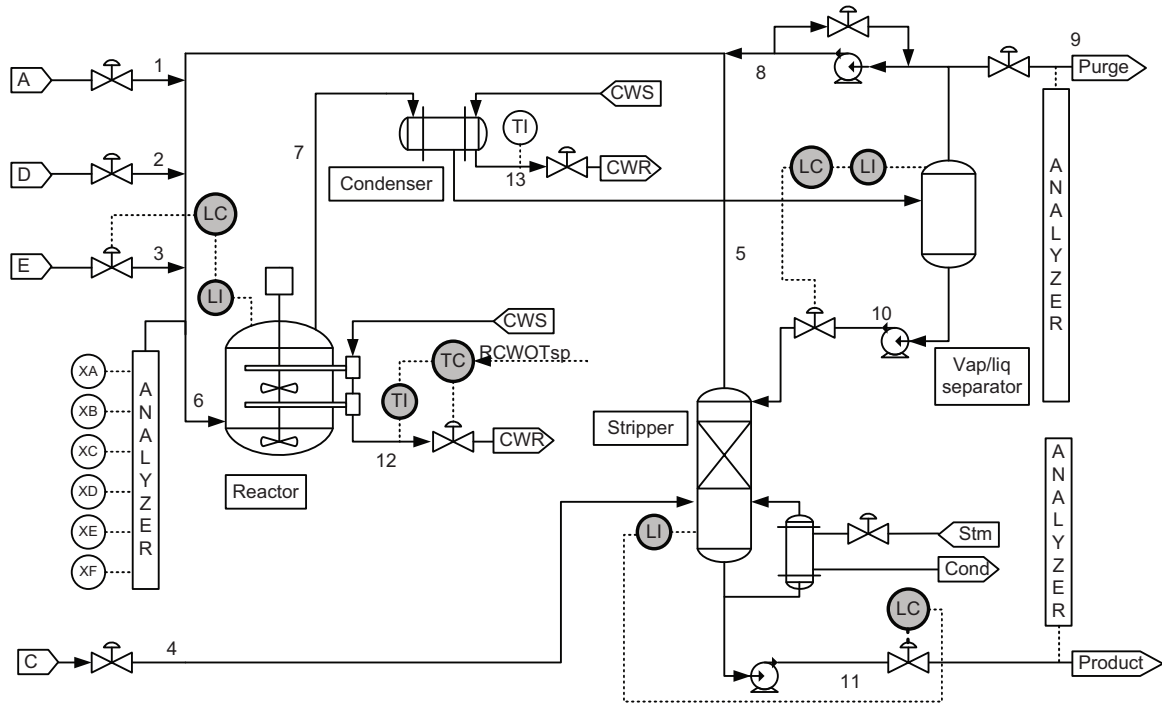 9
8
Purge
A
1
CWS
TI
7
D
2
LC
LI
CWR
Condenser
13
LC
E
3
5
LI
CWS
10
TC
RCWOTsp
Vap/liq
separator
XA
XB
XC
XD
XE
XF
ANALYZER
6
TI
CWR
12
Stripper
Reactor
ANALYZER
ANALYZER
LI
Stm
Cond
LC
C
4
11
Product